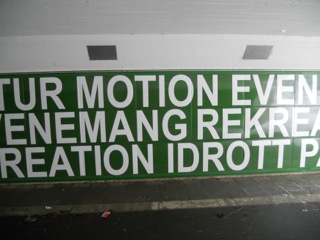 TUR MOTION EVEN
VENEMANG REKREA
REATION IDROTT PA